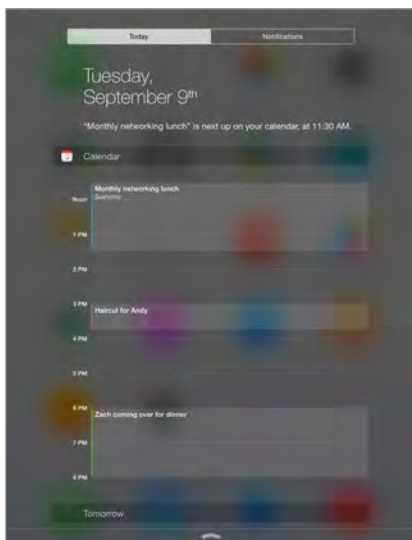 Today
Notifications
Tuesday,
September 9th
"Monthly networking lunch" is next up on your calendar, at 11:30 AM.
Calendar
Monthly networking lunch
Noon
1 PM
2 PM
3 PM
Haircut for Andy
4 PM
5 PM
6 PM
Zach coming over for dinner
7 PM
8 PM
Tomorrow